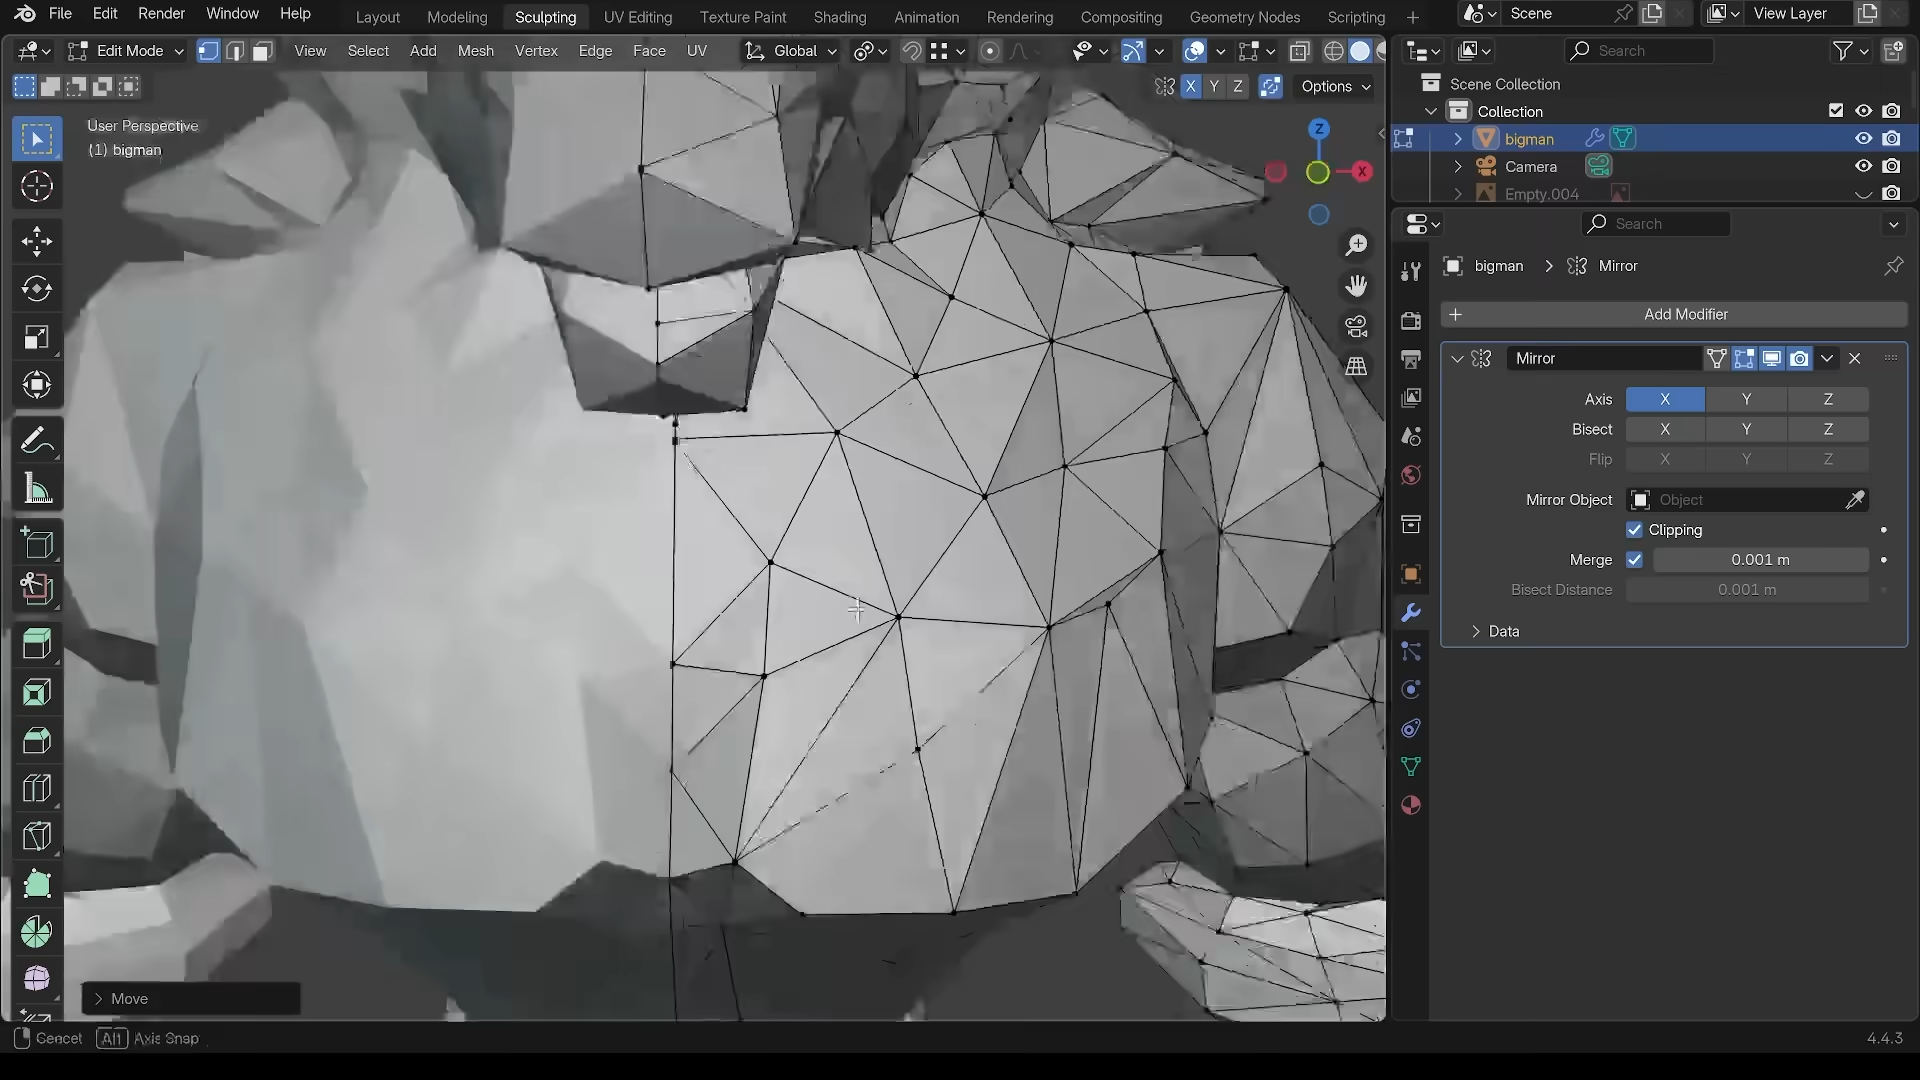 File Edit Render Window Help Layout Modeling Sculpting UV Editing Texture Paint Shading Animation Rendering Compositing Geometry Nodes Scripting + Scene View Layer
Edit Mode View Select Add Mesh Vertex Edge Face UV Global Search
X Y Z Options
User Perspective
(1) bigman
Z
X
Move
Cencet Alt Axis Snap
Scene Collection
Collection
bigman
Camera
Empty.004
Search
bigman > Mirror
+ Add Modifier
Mirror
Axis X Y Z
Bisect X Y Z
Flip X Y Z
Mirror Object Object
Clipping
Merge 0.001 m
Bisect Distance 0.001 m
Data
4.4.3